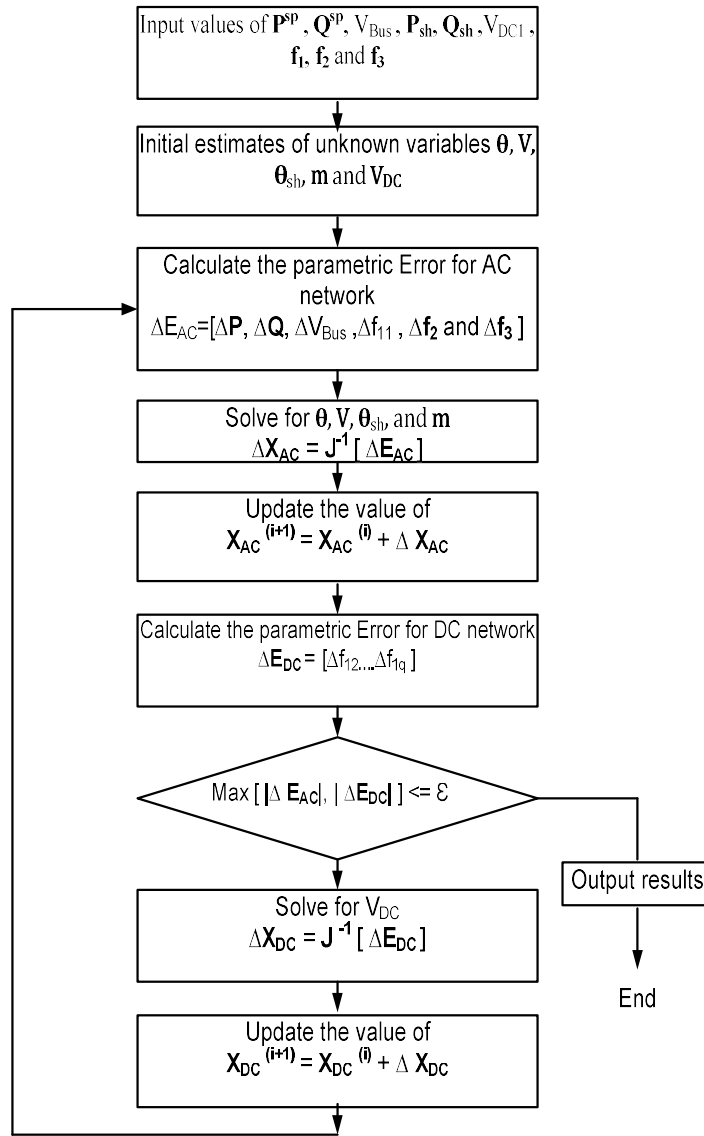 Input values of P^sp , Q^sp, V_Bus , P_sh , Q_sh ,V_DC1 ,
f_1, f_2 and f_3
Initial estimates of unknown variables θ, V,
θ_sh, m and V_DC
Calculate the parametric Error for AC
network
ΔE_AC=[ΔP, ΔQ, ΔV_Bus ,Δf_11 , Δf_2 and Δf_3 ]
Solve for θ, V, θ_sh, and m
ΔX_AC = J^-1 [ ΔE_AC]
Update the value of
X_AC ^(i+1) = X_AC ^(i) + Δ X_AC
Calculate the parametric Error for DC network
ΔE_DC = [Δf_12....Δf_1q ]
Max [ |Δ E_AC|, | ΔE_DC| ] <= ε
Output results
Solve for V_DC
ΔX_DC = J^-1 [ ΔE_DC]
End
Update the value of
X_DC ^(i+1) = X_DC ^(i) + Δ X_DC